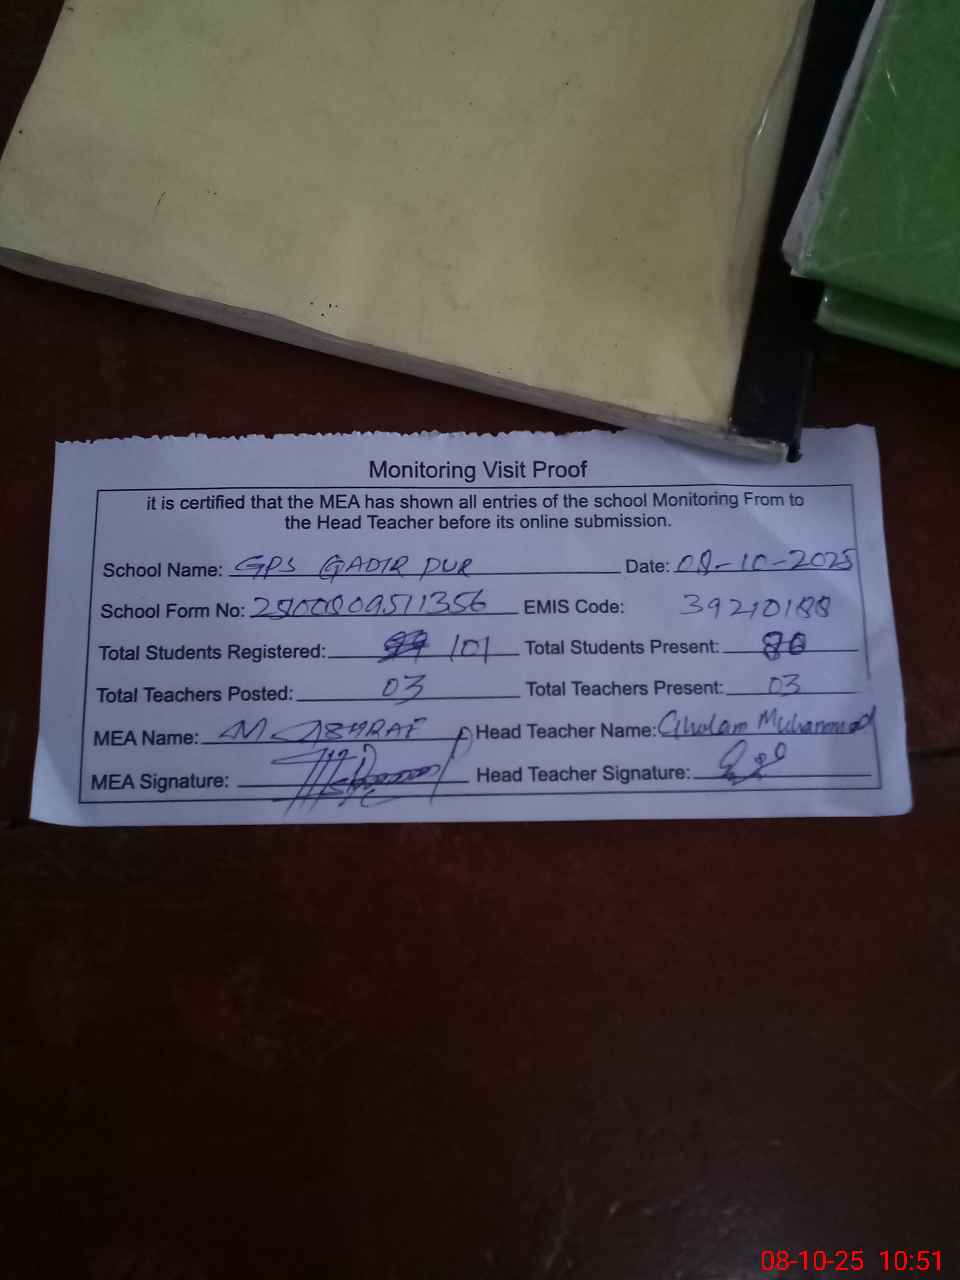 Monitoring Visit Proof
it is certified that the MEA has shown all entries of the school Monitoring From to
the Head Teacher before its online submission.
School Name: GPS QADIR PUR Date: 08-10-2025
School Form No: EMIS Code: 39210188
Total Students Registered: 101 Total Students Present:
Total Teachers Posted: 03 Total Teachers Present: 03
MEA Name: M ASHRAF Head Teacher Name: Ghulam Muhammad
MEA Signature: Head Teacher Signature:
08-10-25 10:51